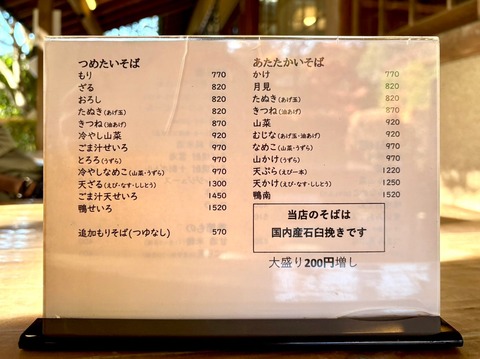 つめたいそば
もり 770
ざる 820
おろし 820
たぬき(あげ玉) 820
きつね(油あげ) 870
冷やし山菜 920
ごま汁せいろ 920
とろろ(うずら) 970
冷やしなめこ(山菜・うずら) 970
天ざる(えび・なす・ししとう) 1300
ごま汁天せいろ 1450
鴨せいろ 1520
追加もりそば(つゆなし) 570
あたたかいそば
かけ 770
月見 820
たぬき(あげ玉) 820
きつね(油あげ) 870
山菜 920
むじな(あげ玉・油あげ) 920
なめこ(山菜・うずら) 970
山かけ(うずら) 970
天ぷら(えび一本) 1220
天かけ(えび・なす・ししとう) 1250
鴨南 1520
当店のそばは
国内産石臼挽きです
大盛り200円増し